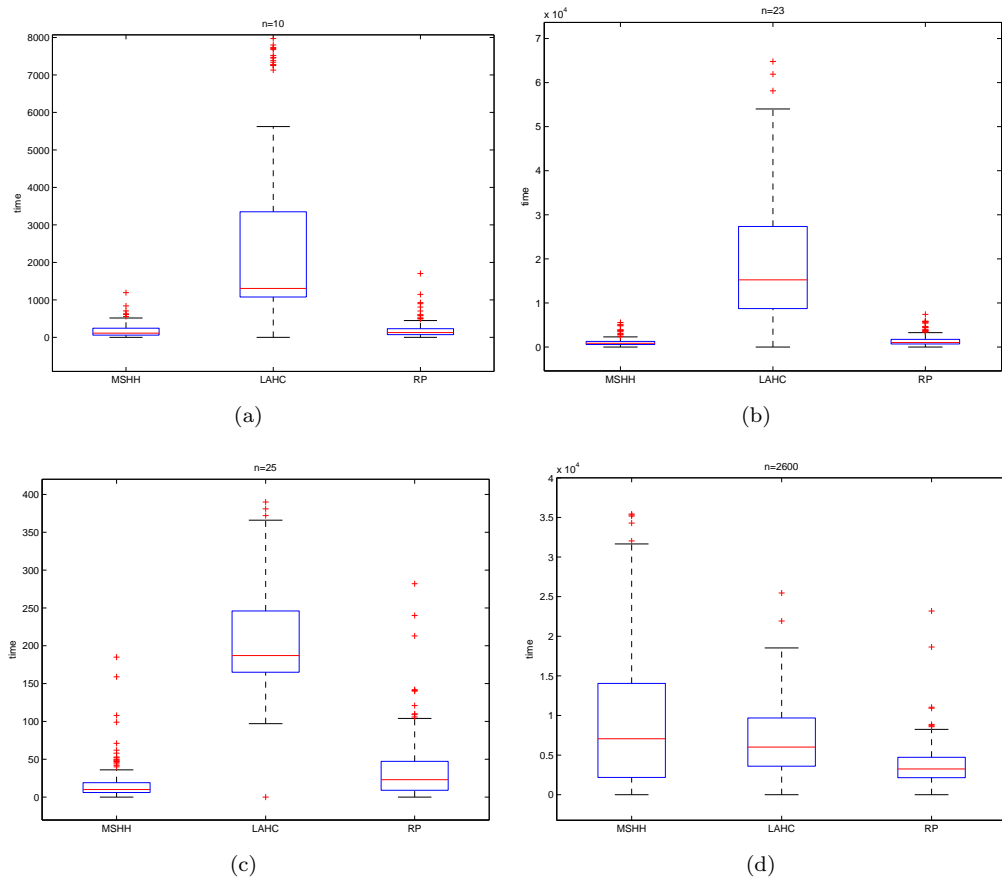 n=10
8000
7000
6000
5000
4000
3000
2000
1000
0
time
MSHH LAHC RP
(a)
x 10^4
n=23
7
6
5
4
3
2
1
0
time
MSHH LAHC RP
(b)
n=25
400
350
300
250
200
150
100
50
0
time
MSHH LAHC RP
(c)
x 10^4
n=2600
4
3.5
3
2.5
2
1.5
1
0.5
0
time
MSHH LAHC RP
(d)